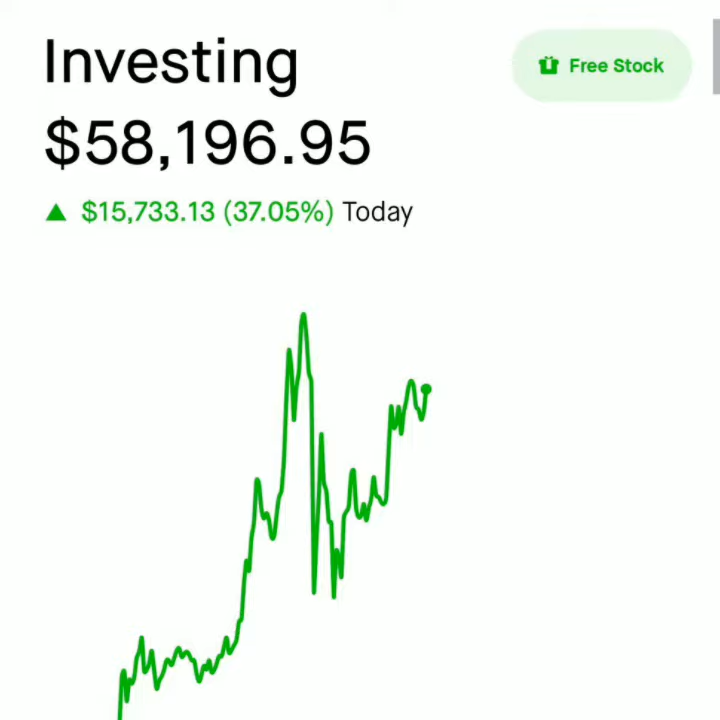 Investing
Free Stock
$58,196.95
▲ $15,733.13 (37.05%) Today